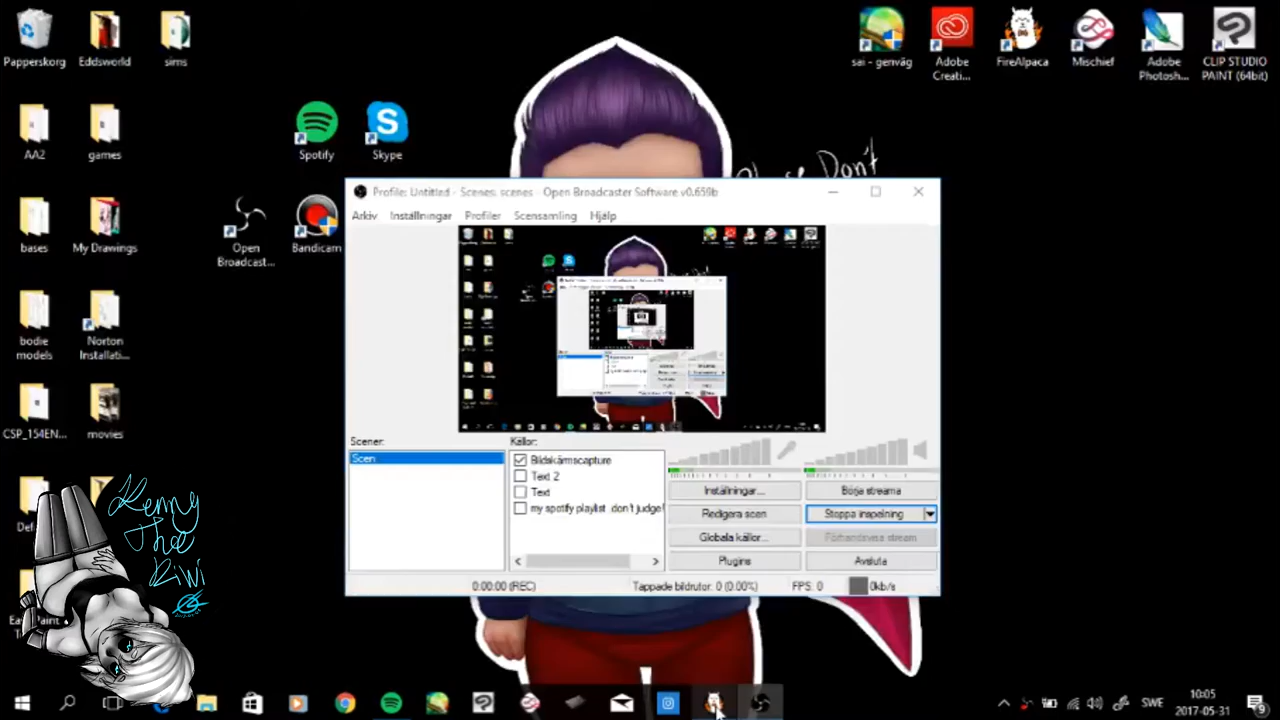 Papperskorg
Eddsworld
sims
sai - genväg
Adobe
Creati...
FireAlpaca
Mischief
Adobe
Photosh...
CLIP STUDIO
PAINT (64bit)
AA2
games
Spotify
Skype
Don't
bases
My Drawings
Open
Broadcast...
Bandicam
bodie
models
Norton
Installati...
CSP_154EN...
movies
Kenny
The
Kiwi
Profile: Untitled - Scenes: scenes - Open Broadcaster Software v0.659b
Arkiv
Inställningar
Profiler
Scensamling
Hjälp
Scener:
Scen
Källor:
Bildskärmscapture
Text 2
Text
my spotify playlist .don't judge!
Inställningar...
Börja streama
Redigera scen
Stoppa inspelning
Globala källor...
Förhandsvisa stream
Plugins
Avsluta
0:00:00 (REC)
Tappade bildrutor: 0 (0.00%)
FPS: 0
0kb/s
SWE
10:05
2017-05-31